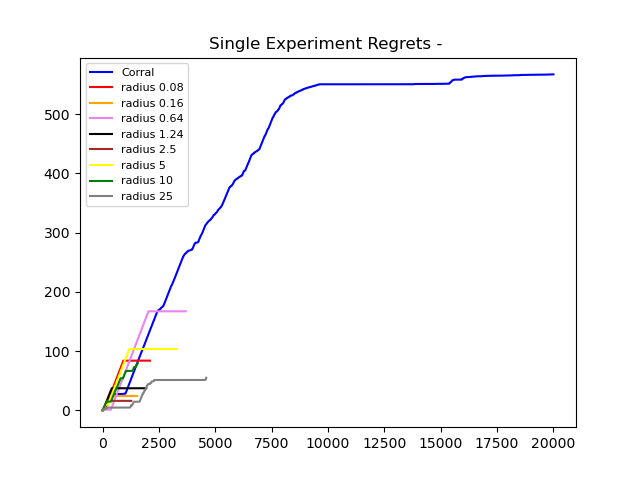 Single Experiment Regrets -
Corral
radius 0.08
radius 0.16
radius 0.64
radius 1.24
radius 2.5
radius 5
radius 10
radius 25
500
400
300
200
100
0
0 2500 5000 7500 10000 12500 15000 17500 20000